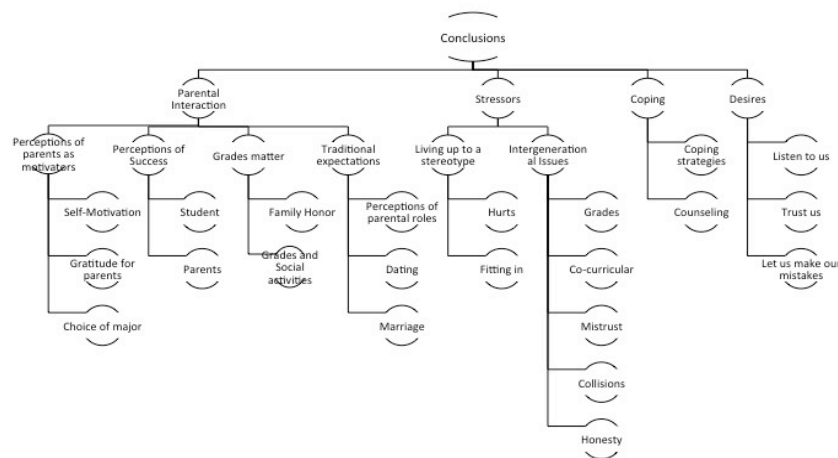 Conclusions
Parental
Interaction
Stressors
Coping
Desires
Perceptions of
parents as
motivators
Perceptions of
Success
Grades matter
Traditional
expectations
Living up to a
stereotype
Intergeneration
al Issues
Coping
strategies
Listen to us
Self-Motivation
Student
Family Honor
Perceptions of
parental roles
Hurts
Grades
Counseling
Trust us
Gratitude for
parents
Parents
Grades and
Social
activities
Dating
Fitting in
Co-curricular
Let us make our
mistakes
Choice of major
Marriage
Mistrust
Collisions
Honesty